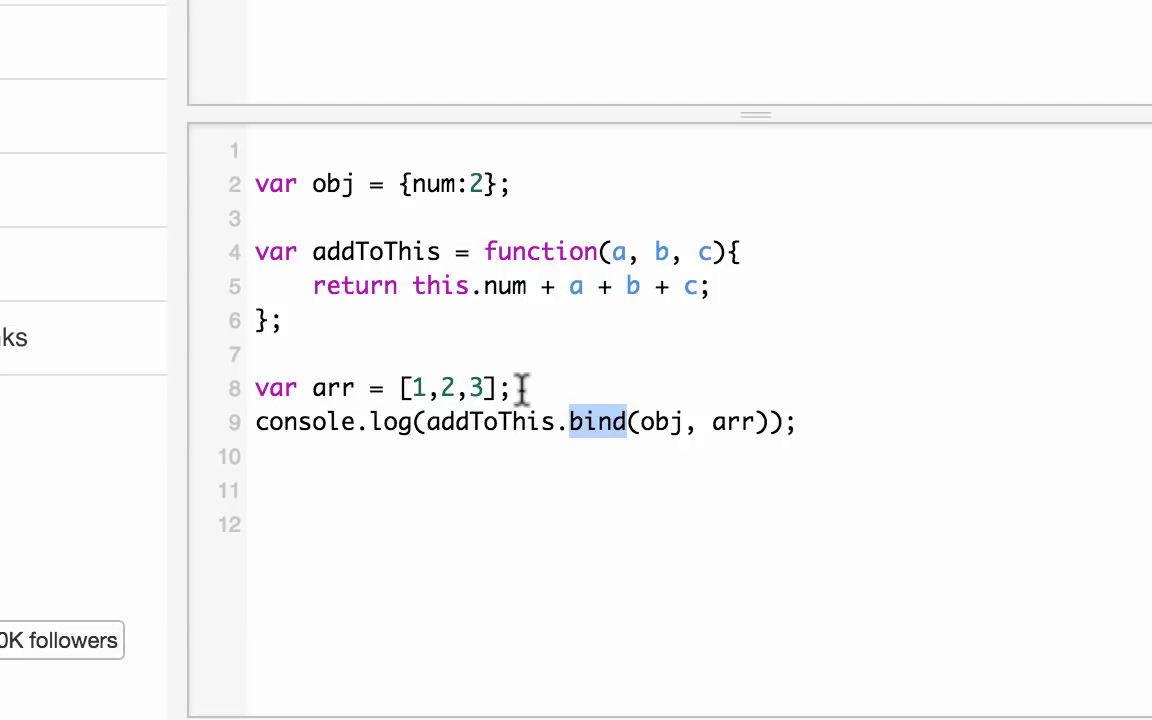 1
2 var obj = {num:2};
3
4 var addToThis = function(a, b, c){
5 return this.num + a + b + c;
6 };
7
8 var arr = [1,2,3];
9 console.log(addToThis.bind(obj, arr));
10
11
12
ks
0K followers